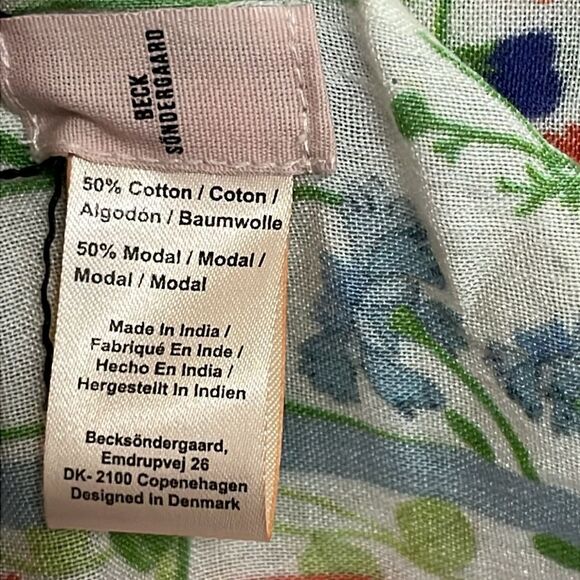 BECK
SÖNDERGAARD
50% Cotton / Coton /
Algodón / Baumwolle
50% Modal / Modal /
Modal / Modal
Made In India /
Fabriqué En Inde /
Hecho En India /
Hergestellt In Indien
Becksöndergaard,
Emdrupvej 26
DK- 2100 Copenehagen
Designed in Denmark